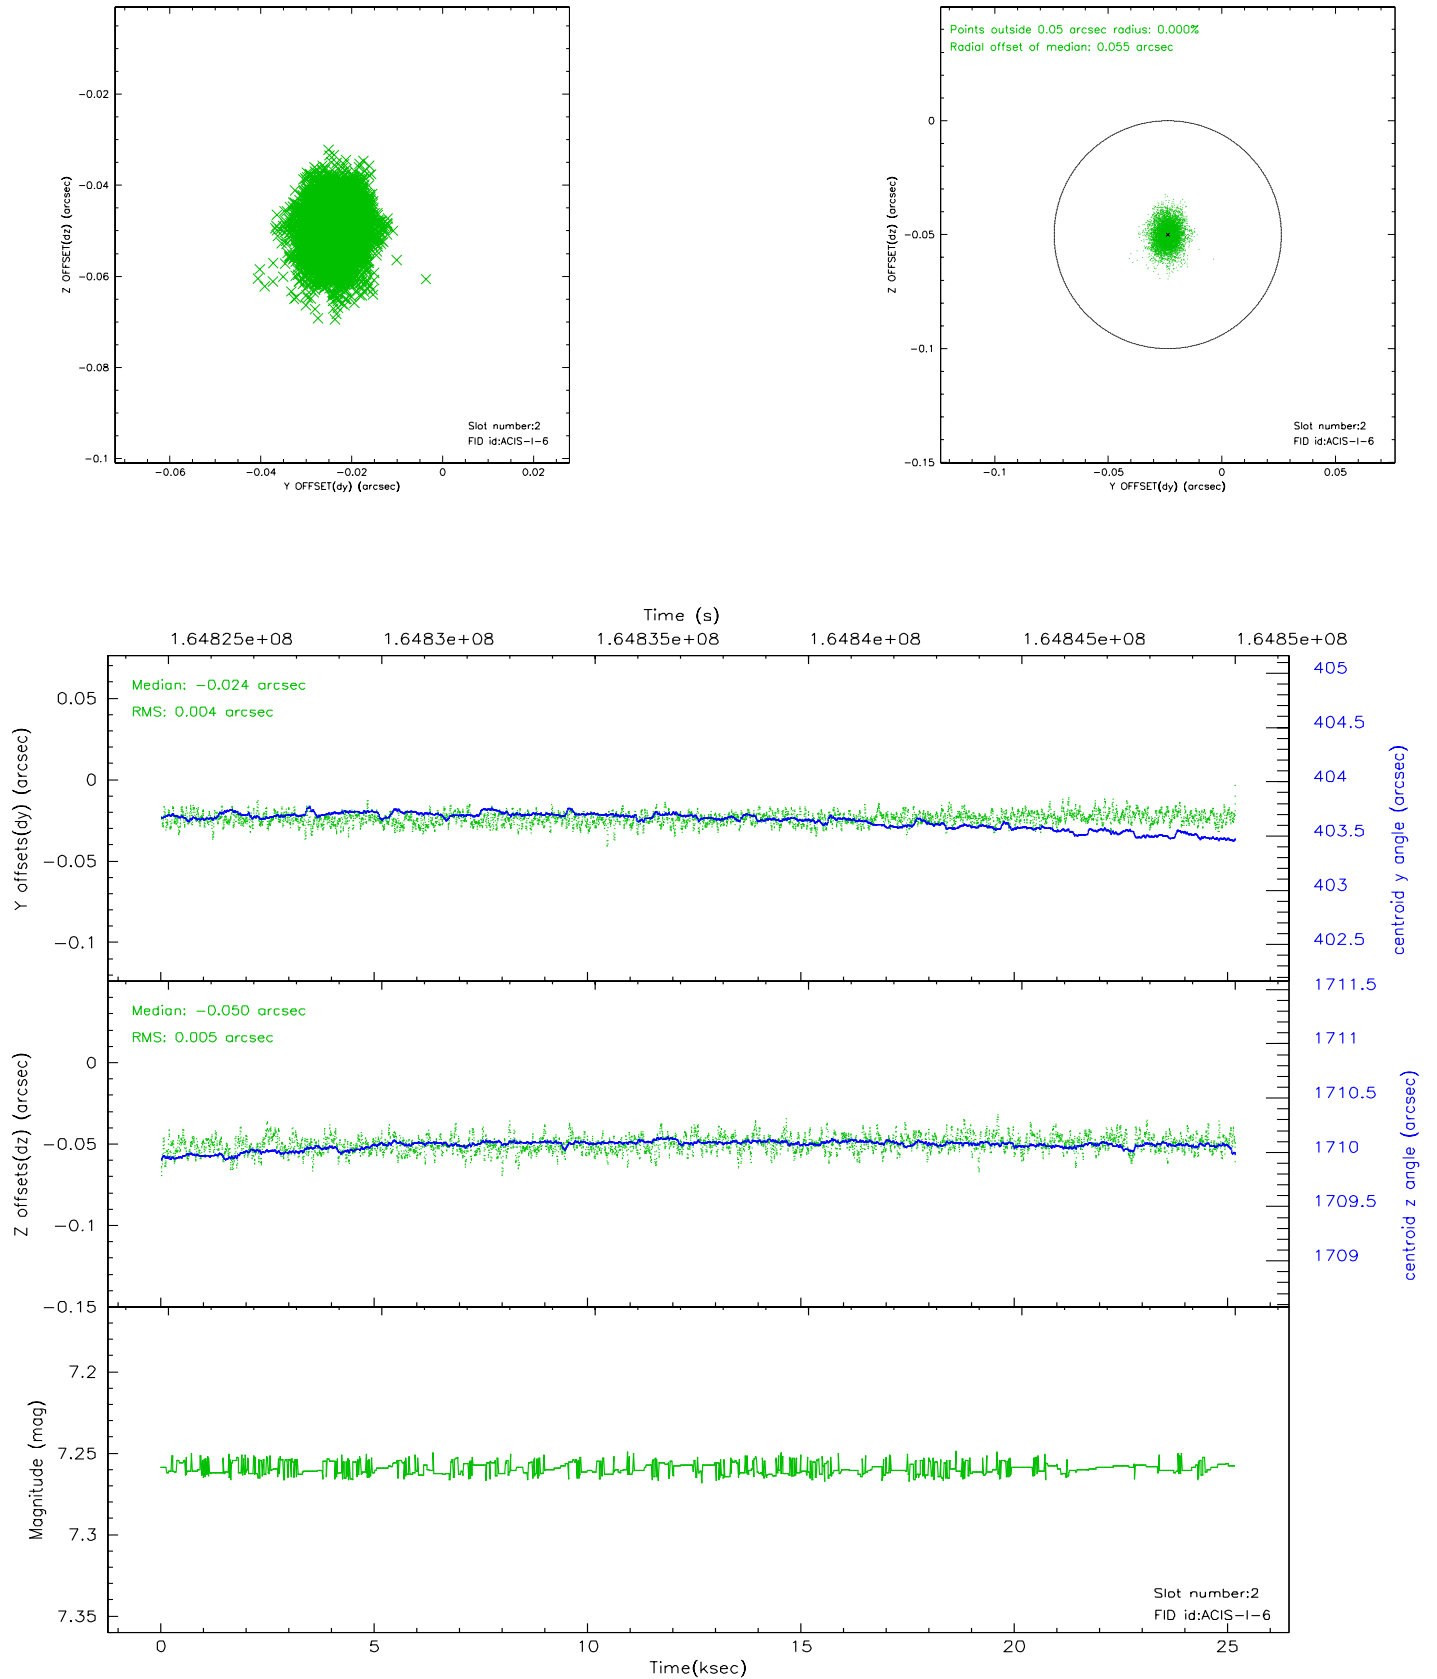 -0.02
-0.04
-0.06
-0.08
-0.1
Z OFFSET(dz) (arcsec)
Slot number:2
FID id:ACIS-I-6
-0.06 -0.04 -0.02 0 0.02
Y OFFSET(dy) (arcsec)
Points outside 0.05 arcsec radius: 0.000%
Radial offset of median: 0.055 arcsec
0
-0.05
-0.1
-0.15
Z OFFSET(dz) (arcsec)
Slot number:2
FID id:ACIS-I-6
-0.1 -0.05 0 0.05
Y OFFSET(dy) (arcsec)
Time (s)
1.64825e+08 1.6483e+08 1.64835e+08 1.6484e+08 1.64845e+08 1.6485e+08
Median: -0.024 arcsec
RMS: 0.004 arcsec
0.05
0
-0.05
-0.1
Y offsets(dy) (arcsec)
405
404.5
404
403.5
403
402.5
centroid y angle (arcsec)
Median: -0.050 arcsec
RMS: 0.005 arcsec
0
-0.05
-0.1
-0.15
Z offsets(dz) (arcsec)
1711.5
1711
1710.5
1710
1709.5
1709
centroid z angle (arcsec)
7.2
7.25
7.3
7.35
Magnitude (mag)
Slot number:2
FID id:ACIS-I-6
0 5 10 15 20 25
Time(ksec)